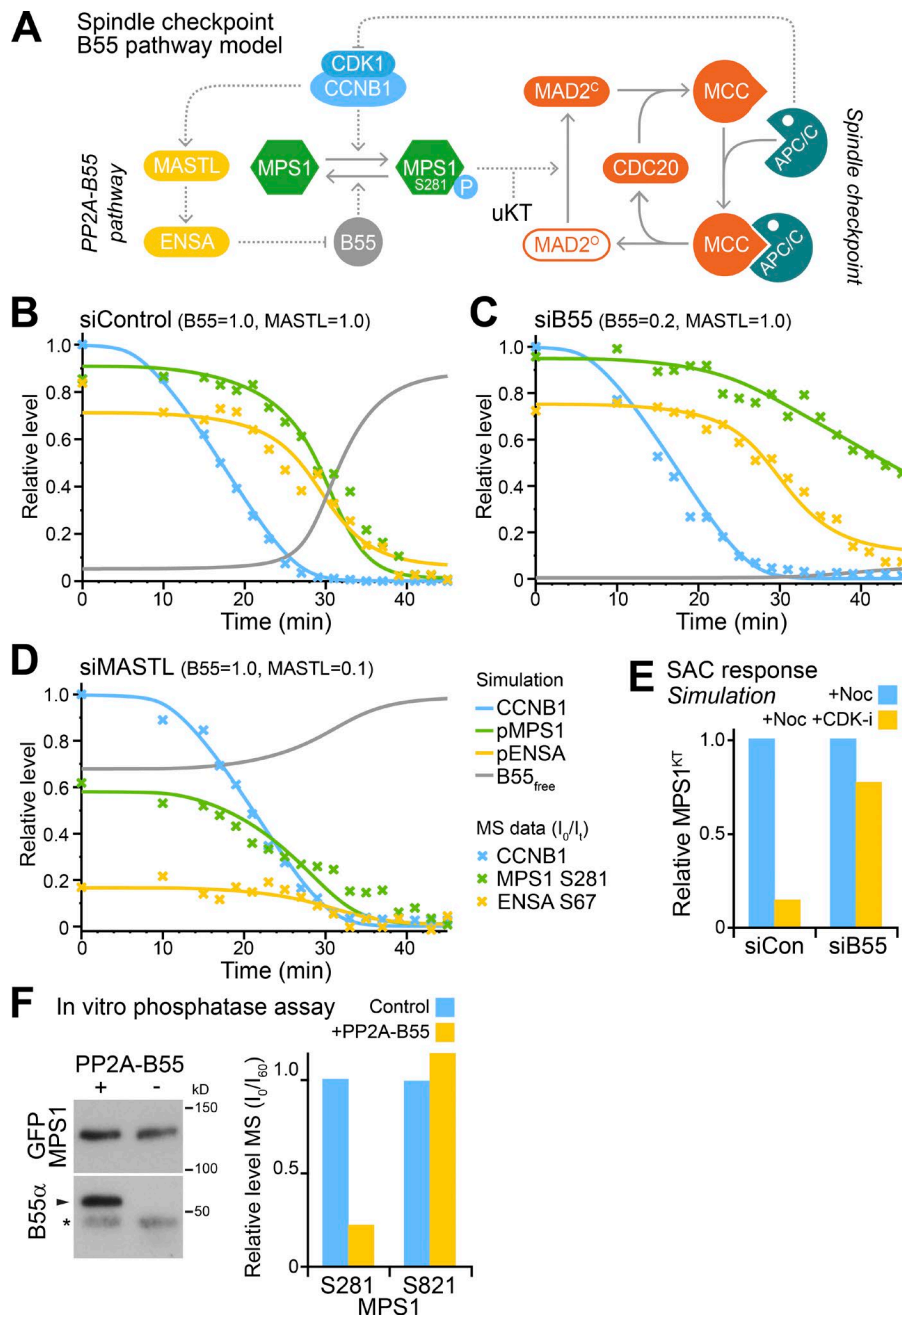 A Spindle checkpoint
B55 pathway model
CDK1
CCNB1
MASTL
ENSA
PP2A-B55
pathway
MPS1
MPS1
S281
P
B55
uKT
MAD2ᶜ
MAD2ᴼ
CDC20
MCC
APC/C
MCC
APC/C
Spindle checkpoint
B siControl (B55=1.0, MASTL=1.0)
Relative level
1.0
0.8
0.6
0.4
0.2
0
0 10 20 30 40
Time (min)
C siB55 (B55=0.2, MASTL=1.0)
Relative level
1.0
0.8
0.6
0.4
0.2
0
0 10 20 30 40
Time (min)
D siMASTL (B55=1.0, MASTL=0.1)
Relative level
1.0
0.8
0.6
0.4
0.2
0
0 10 20 30 40
Time (min)
Simulation
CCNB1
pMPS1
pENSA
B55free
MS data (I₀/Iₜ)
CCNB1
MPS1 S281
ENSA S67
E SAC response
Simulation
+Noc
+Noc +CDK-i
Relative MPS1ᴷᵀ
1.0
0.5
0
siCon siB55
F In vitro phosphatase assay
PP2A-B55
+ - kD
GFP
MPS1
150
100
B55α
50
*
Control
+PP2A-B55
Relative level MS (I₀/I₆₀)
1.0
0.5
0
S281 S821
MPS1